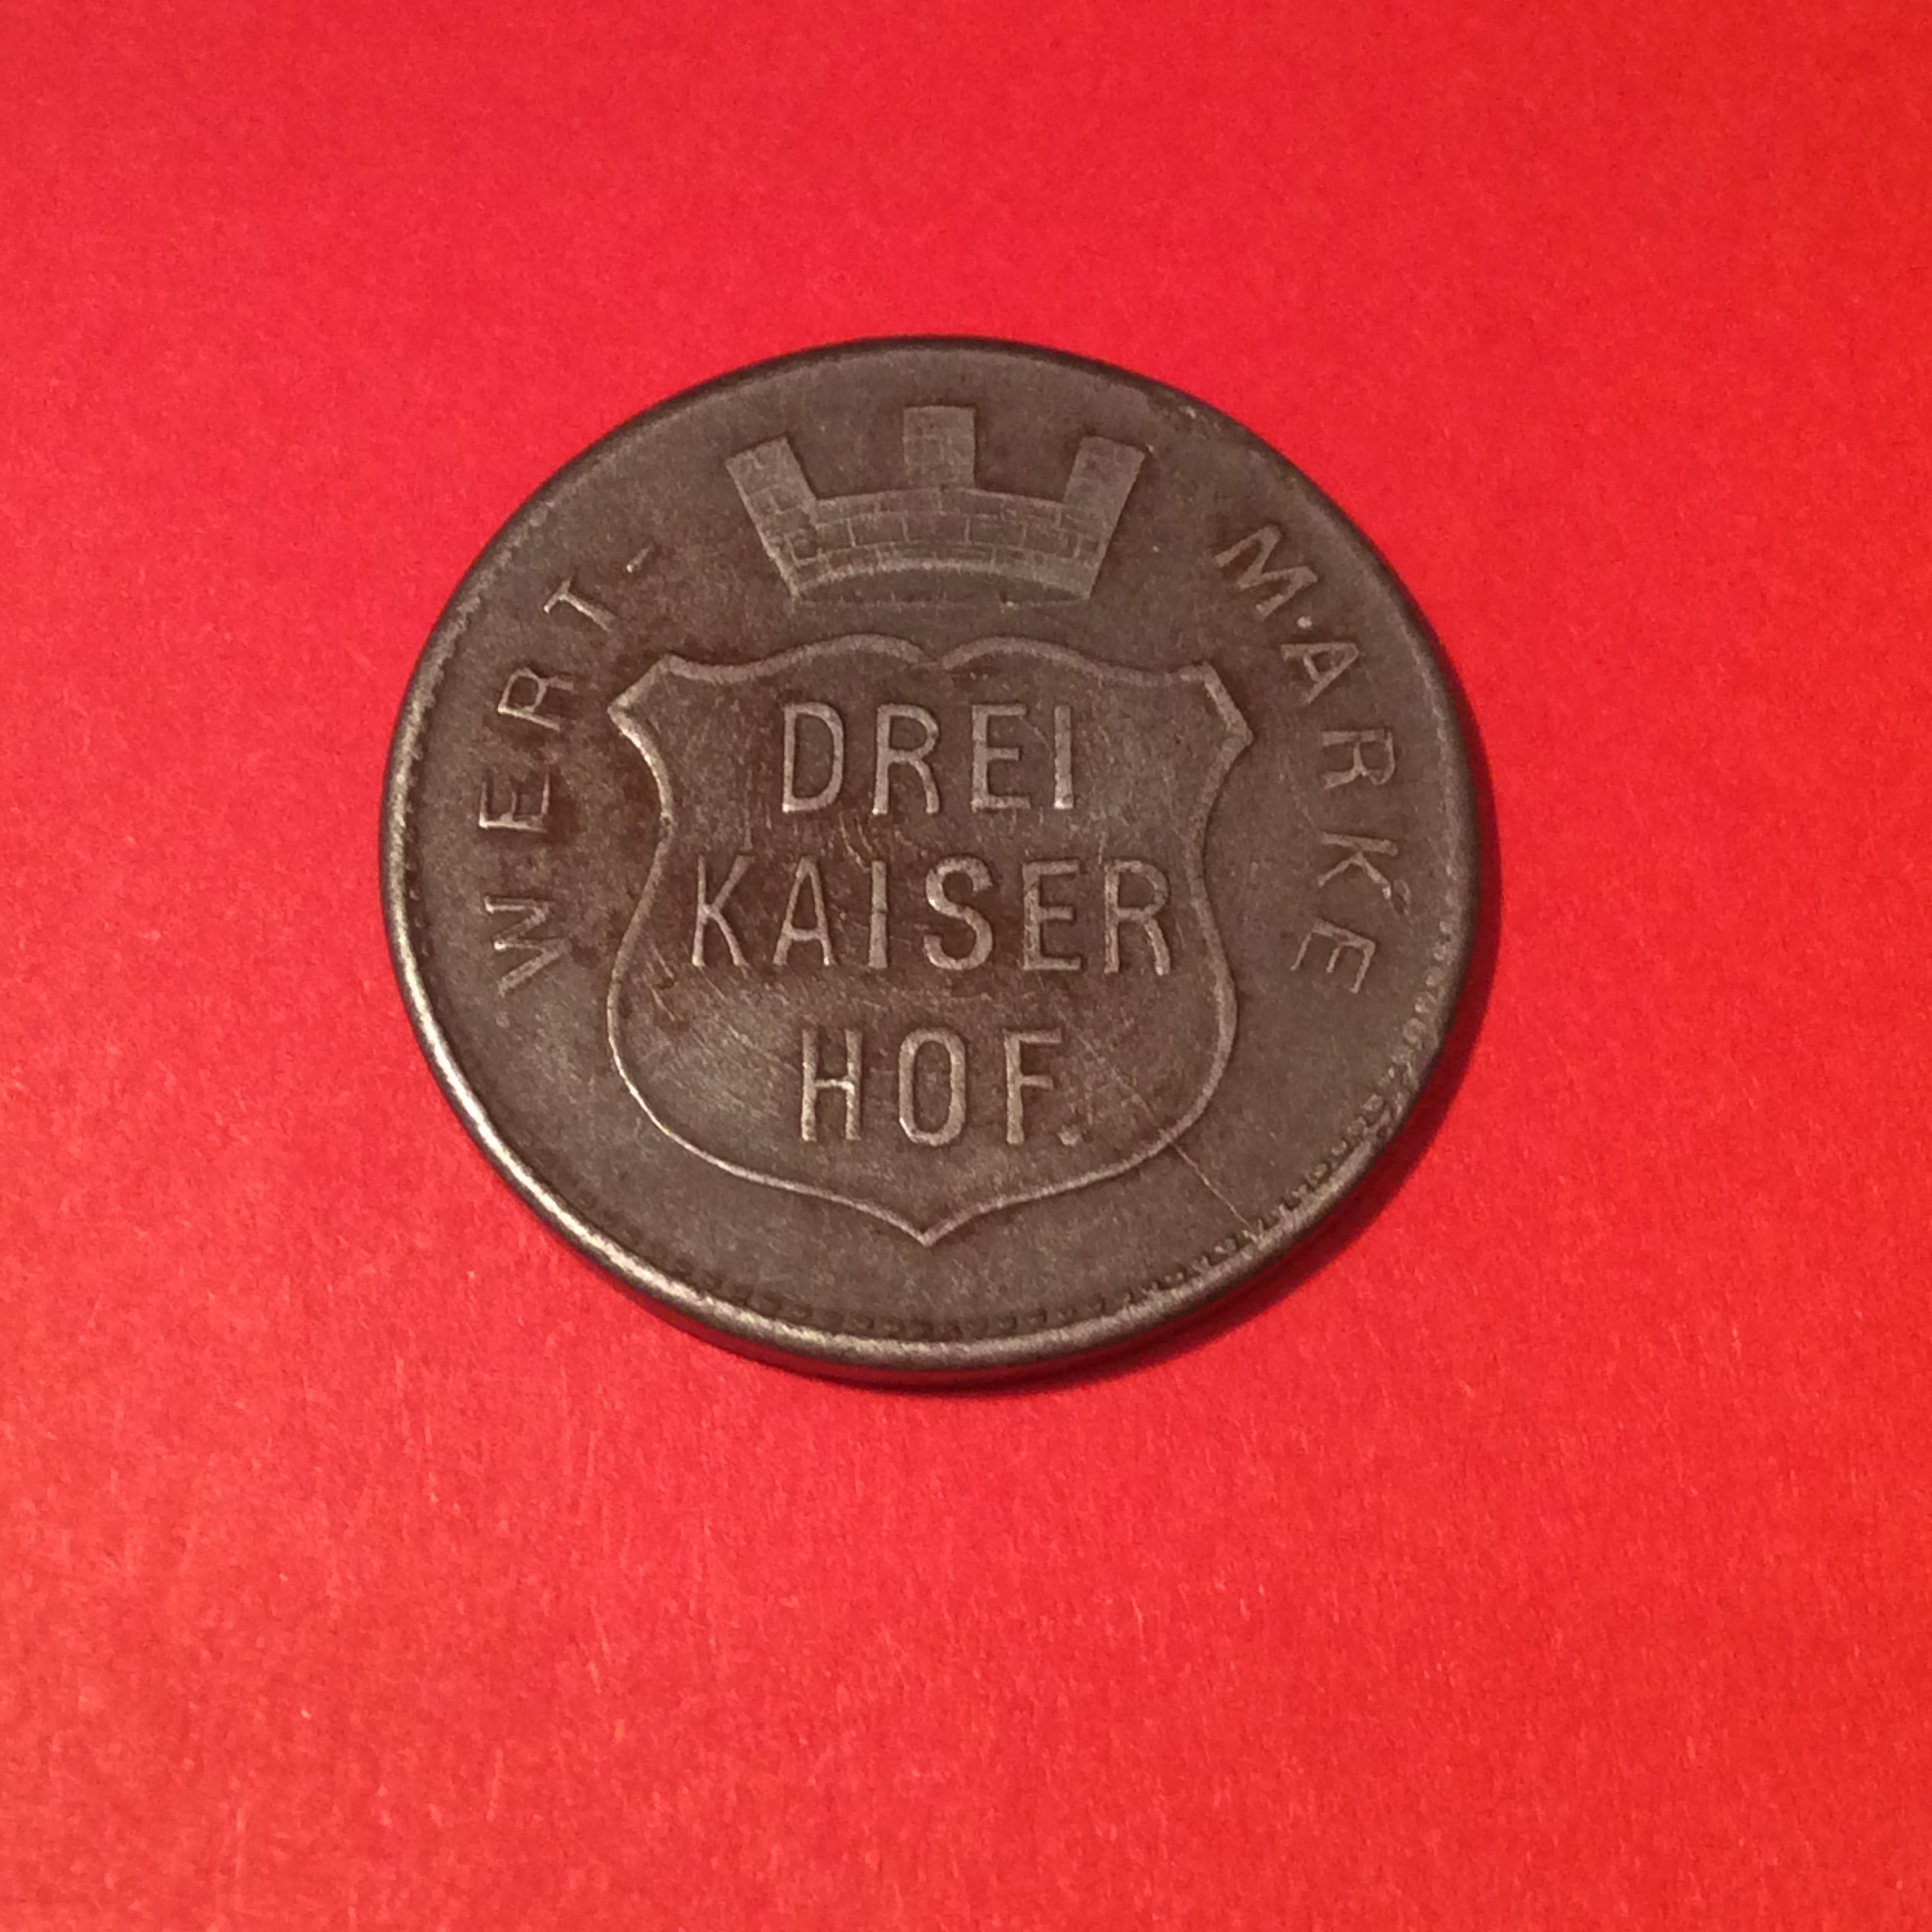 WERT-MARKE
DREI
KAISER
HOF.